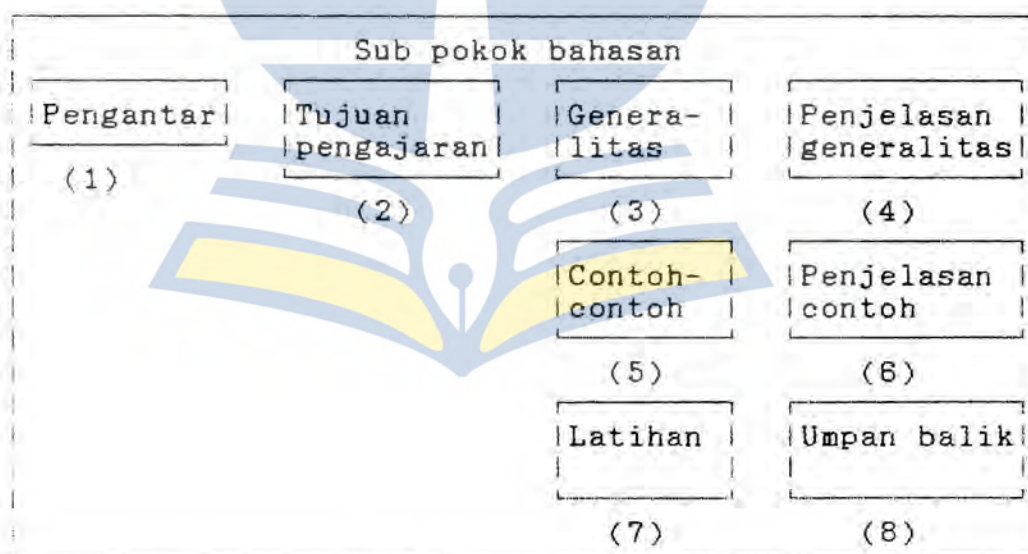 Sub pokok bahasan
Pengantar
(1)
Tujuan
pengajaran
(2)
Genera-
litas
(3)
Penjelasan
generalitas
(4)
Contoh-
contoh
(5)
Penjelasan
contoh
(6)
Latihan
(7)
Umpan balik
(8)